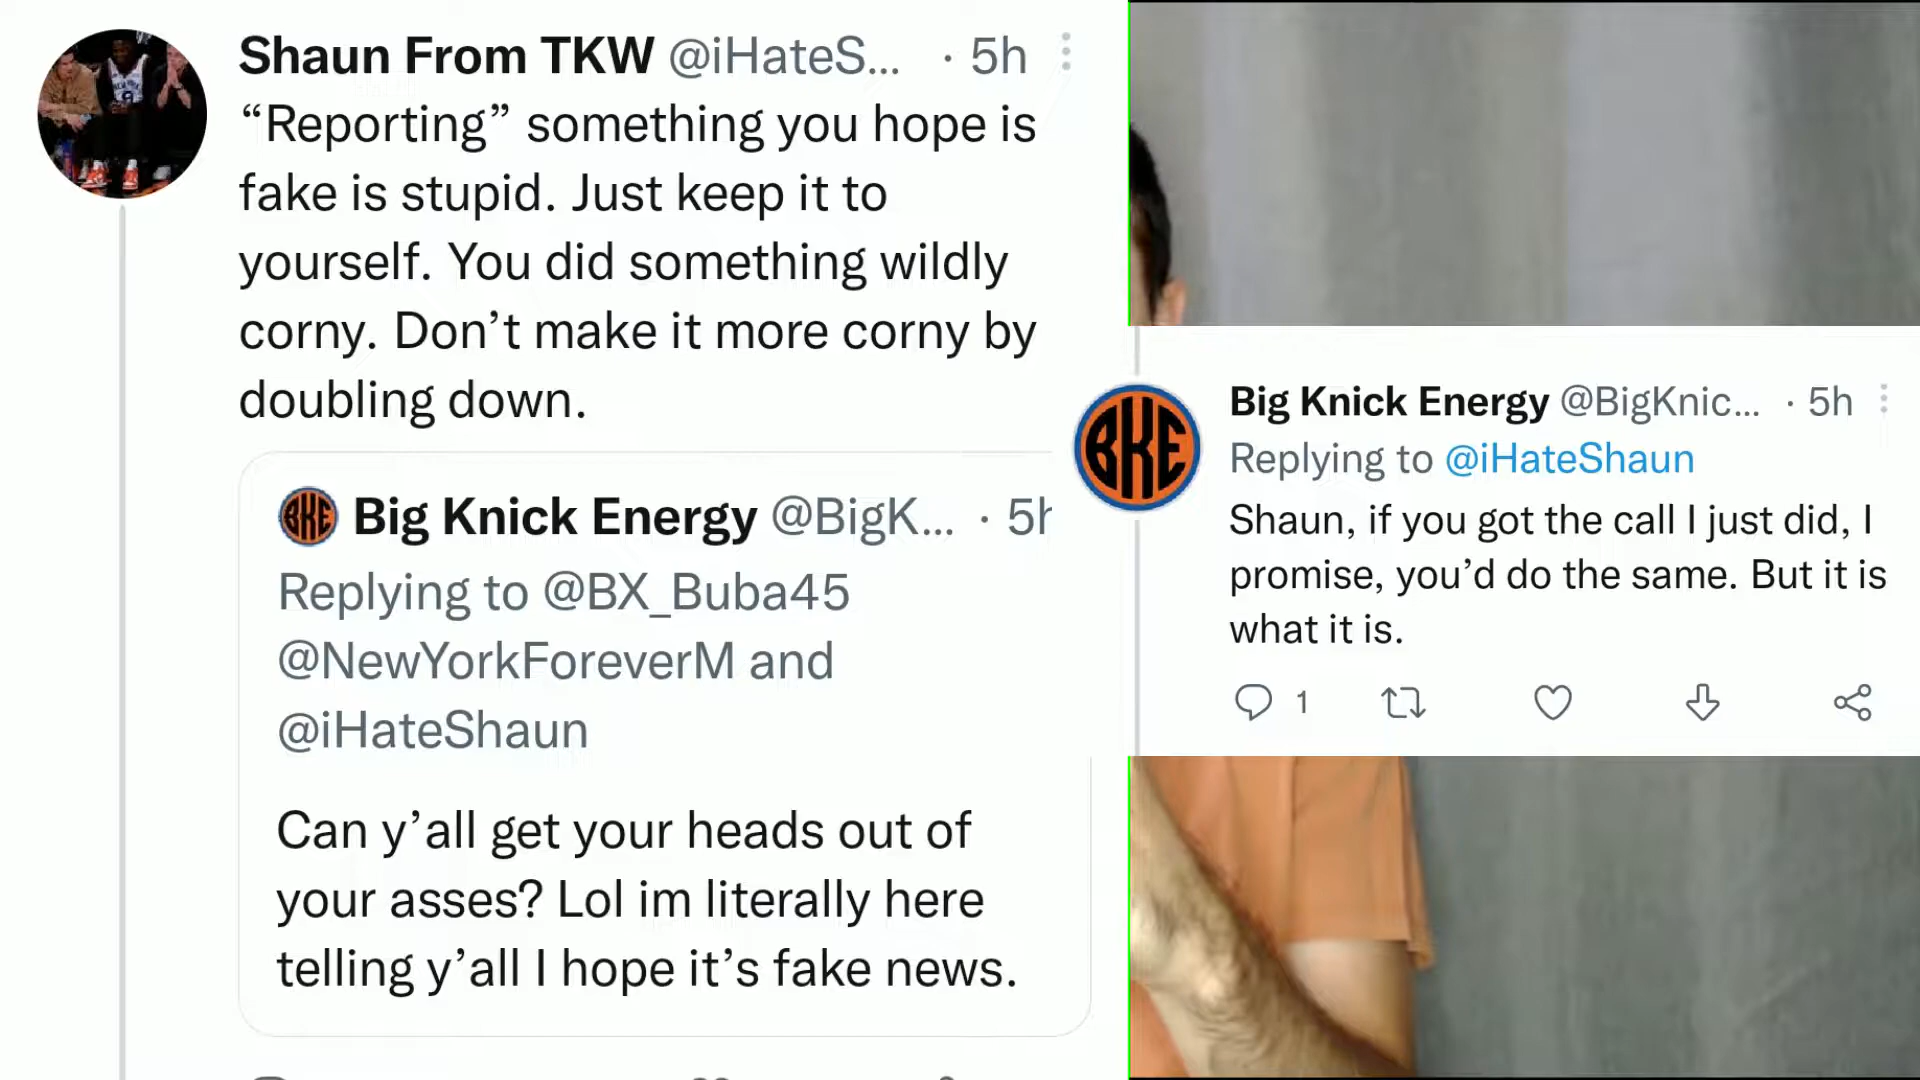 Shaun From TKW @iHateS... · 5h
“Reporting” something you hope is
fake is stupid. Just keep it to
yourself. You did something wildly
corny. Don’t make it more corny by
doubling down.
BKE
Big Knick Energy @BigK... · 5h
Replying to @BX_Buba45
@NewYorkForeverM and
@iHateShaun
Can y’all get your heads out of
your asses? Lol im literally here
telling y’all I hope it’s fake news.
BKE
Big Knick Energy @BigKnic... · 5h
Replying to @iHateShaun
Shaun, if you got the call I just did, I
promise, you’d do the same. But it is
what it is.
1